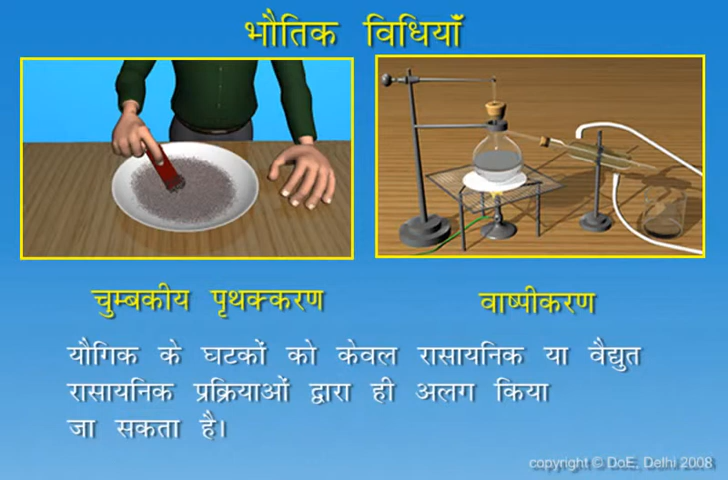 भौतिक विधियाँ
चुम्बकीय पृथक्करण
वाष्पीकरण
यौगिक के घटकों को केवल रासायनिक या वैद्युत
रासायनिक प्रक्रियाओं द्वारा ही अलग किया
जा सकता है।
copyright © DoE, Delhi 2008